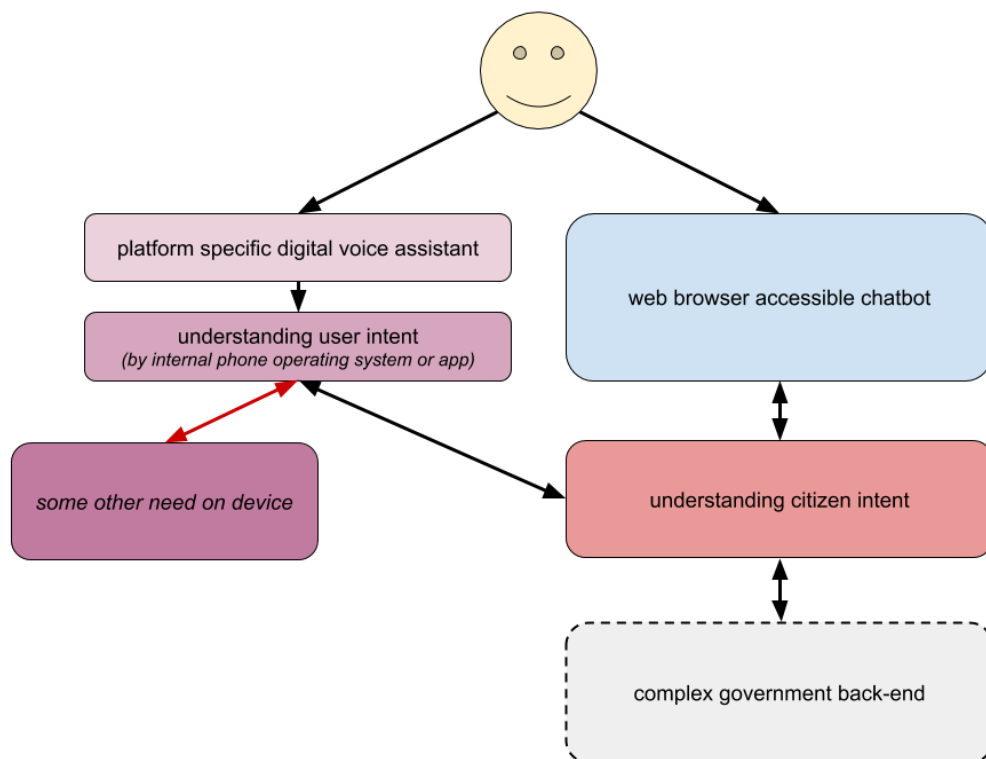 platform specific digital voice assistant
web browser accessible chatbot
understanding user intent
(by internal phone operating system or app)
some other need on device
understanding citizen intent
complex government back-end